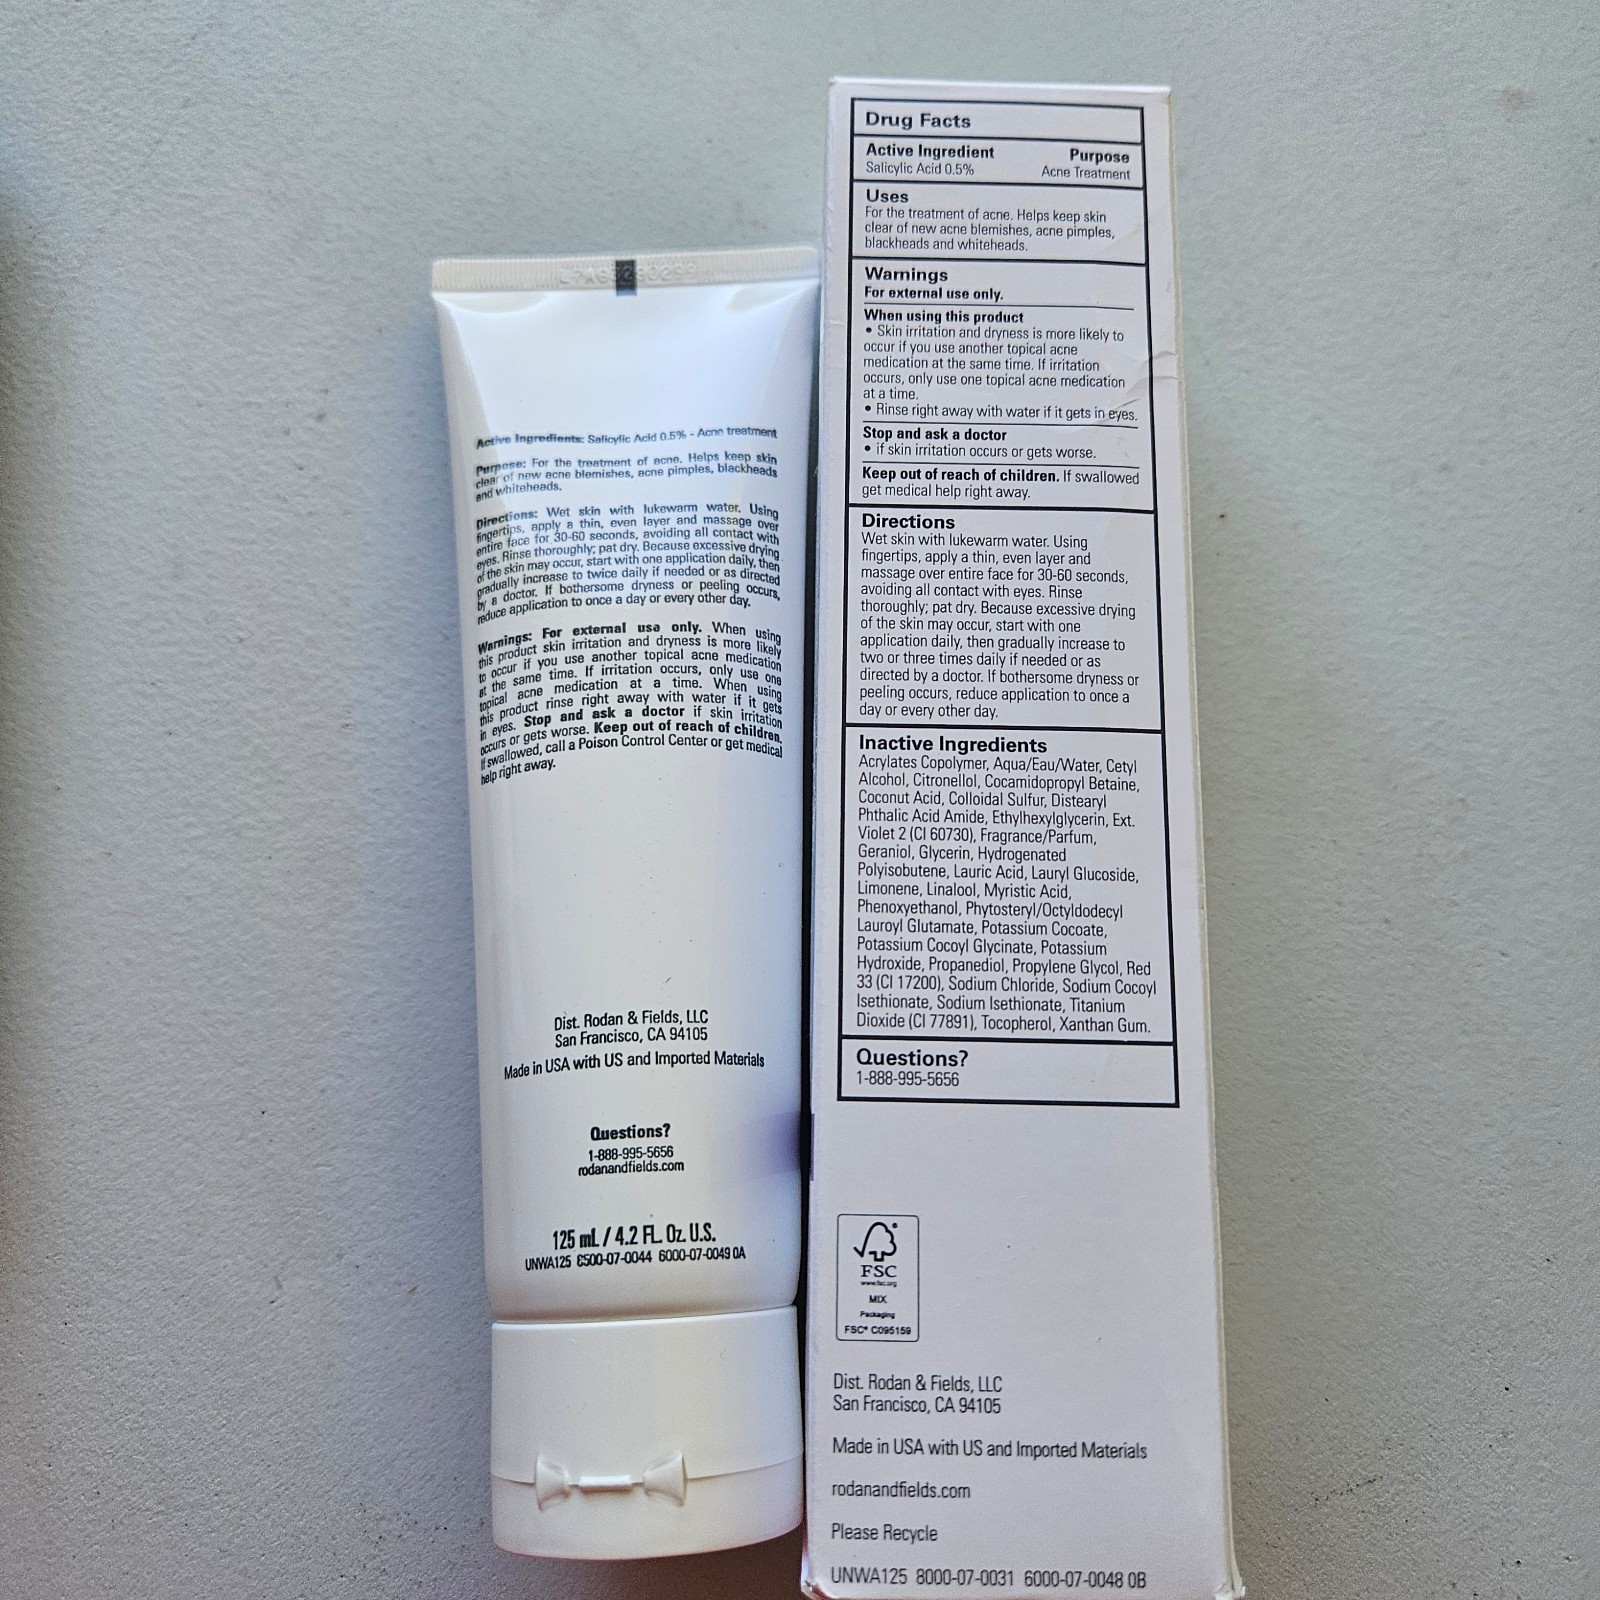 Active Ingredients: Salicylic Acid 0.5% - Acne treatment
Purpose: For the treatment of acne. Helps keep skin
clear of new acne blemishes, acne pimples, blackheads
and whiteheads.
Directions: Wet skin with lukewarm water. Using
fingertips, apply a thin, even layer and massage over
entire face for 30-60 seconds, avoiding all contact with
eyes. Rinse thoroughly; pat dry. Because excessive drying
of the skin may occur, start with one application daily, then
gradually increase to twice daily if needed or as directed
by a doctor. If bothersome dryness or peeling occurs,
reduce application to once a day or every other day.
Warnings: For external use only. When using
this product skin irritation and dryness is more likely
to occur if you use another topical acne medication
at the same time. If irritation occurs, only use one
topical acne medication at a time. When using
this product rinse right away with water if it gets
in eyes. Stop and ask a doctor if skin irritation
occurs or gets worse. Keep out of reach of children.
If swallowed, call a Poison Control Center or get medical
help right away.
Dist. Rodan & Fields, LLC
San Francisco, CA 94105
Made in USA with US and Imported Materials
Questions?
1-888-995-5656
rodanandfields.com
125 mL / 4.2 FL. Oz. U.S.
UNWA125 8500-07-0044 6000-07-0049 0A
Drug Facts
Active Ingredient Purpose
Salicylic Acid 0.5% Acne Treatment
Uses
For the treatment of acne. Helps keep skin
clear of new acne blemishes, acne pimples,
blackheads and whiteheads.
Warnings
For external use only.
When using this product
• Skin irritation and dryness is more likely to
occur if you use another topical acne
medication at the same time. If irritation
occurs, only use one topical acne medication
at a time.
• Rinse right away with water if it gets in eyes.
Stop and ask a doctor
• if skin irritation occurs or gets worse.
Keep out of reach of children. If swallowed
get medical help right away.
Directions
Wet skin with lukewarm water. Using
fingertips, apply a thin, even layer and
massage over entire face for 30-60 seconds,
avoiding all contact with eyes. Rinse
thoroughly; pat dry. Because excessive drying
of the skin may occur, start with one
application daily, then gradually increase to
two or three times daily if needed or as
directed by a doctor. If bothersome dryness or
peeling occurs, reduce application to once a
day or every other day.
Inactive Ingredients
Acrylates Copolymer, Aqua/Eau/Water, Cetyl
Alcohol, Citronellol, Cocamidopropyl Betaine,
Coconut Acid, Colloidal Sulfur, Distearyl
Phthalic Acid Amide, Ethylhexylglycerin, Ext.
Violet 2 (CI 60730), Fragrance/Parfum,
Geraniol, Glycerin, Hydrogenated
Polyisobutene, Lauric Acid, Lauryl Glucoside,
Limonene, Linalool, Myristic Acid,
Phenoxyethanol, Phytosteryl/Octyldodecyl
Lauroyl Glutamate, Potassium Cocoate,
Potassium Cocoyl Glycinate, Potassium
Hydroxide, Propanediol, Propylene Glycol, Red
33 (CI 17200), Sodium Chloride, Sodium Cocoyl
Isethionate, Sodium Isethionate, Titanium
Dioxide (CI 77891), Tocopherol, Xanthan Gum.
Questions?
1-888-995-5656
FSC
www.fsc.org
MIX
Packaging
FSC® C095159
Dist. Rodan & Fields, LLC
San Francisco, CA 94105
Made in USA with US and Imported Materials
rodanandfields.com
Please Recycle
UNWA125 8000-07-0031 6000-07-0048 0B